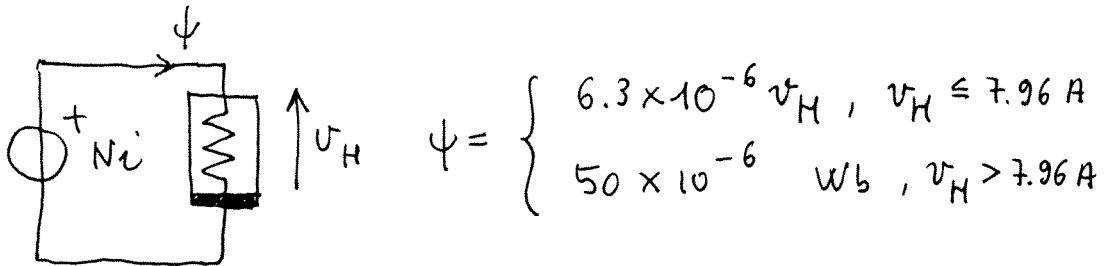 ψ
+
Ni
v_H
ψ = { 6.3 × 10^-6 v_H , v_H ≤ 7.96 A
50 × 10^-6 Wb , v_H > 7.96 A